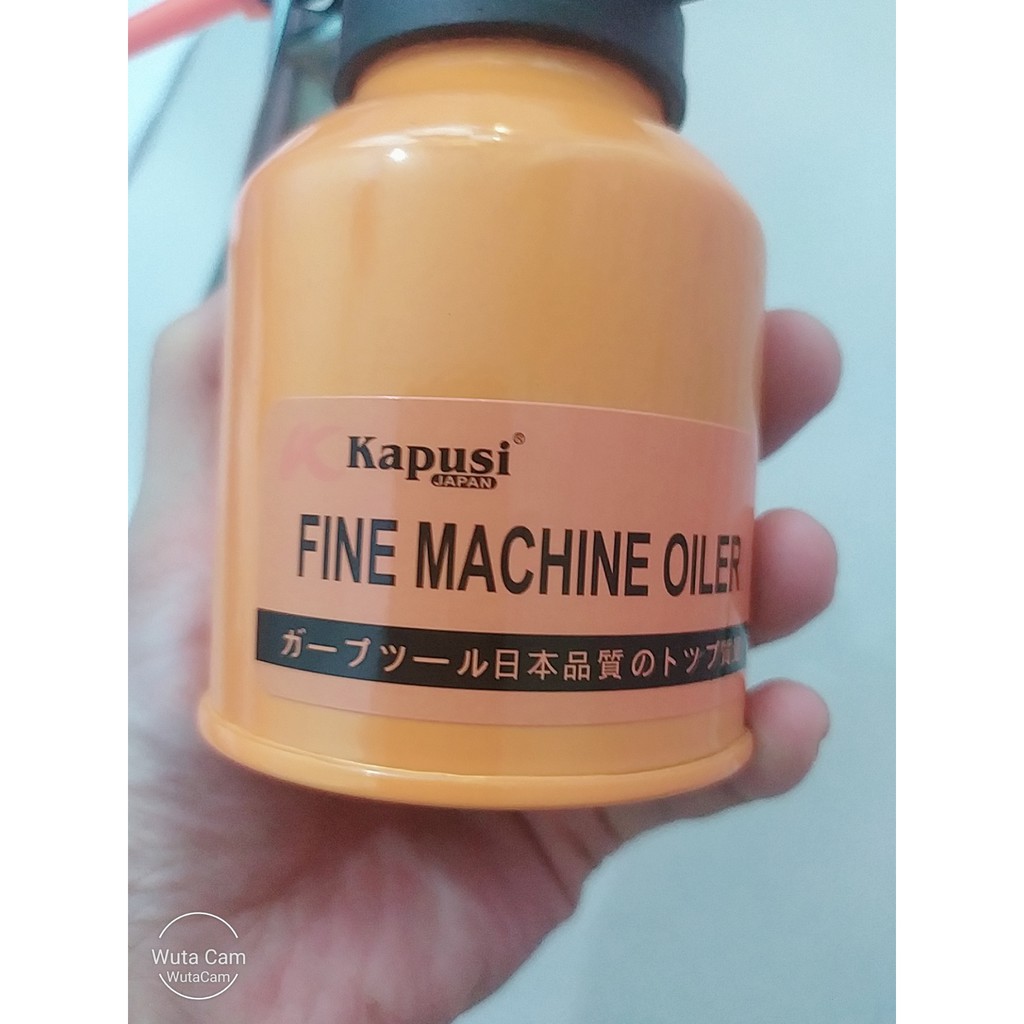 Kapusi®
JAPAN
FINE MACHINE OILER
ガーブツール日本品質のトップ質
Wuta Cam
WutaCam